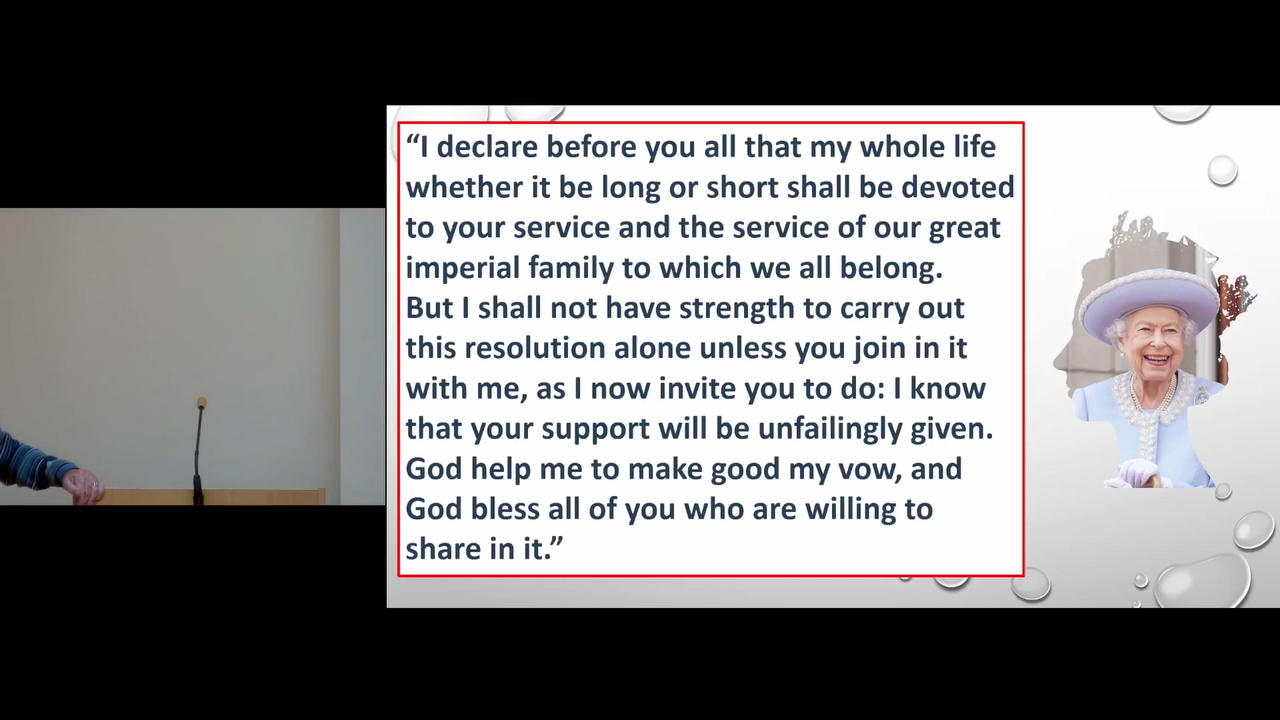 “I declare before you all that my whole life
whether it be long or short shall be devoted
to your service and the service of our great
imperial family to which we all belong.
But I shall not have strength to carry out
this resolution alone unless you join in it
with me, as I now invite you to do: I know
that your support will be unfailingly given.
God help me to make good my vow, and
God bless all of you who are willing to
share in it.”